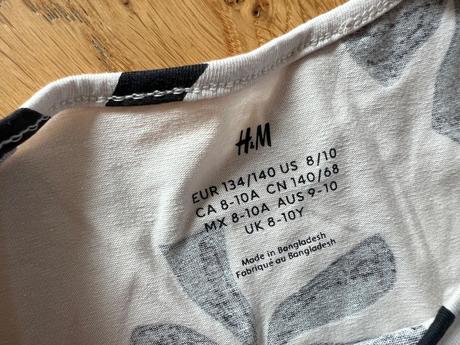 H&M
EUR 134/140 US 8/10
CA 8-10A CN 140/68
MX 8-10A AUS 9-10
UK 8-10Y
Made in Bangladesh
Fabriqué au Bangladesh